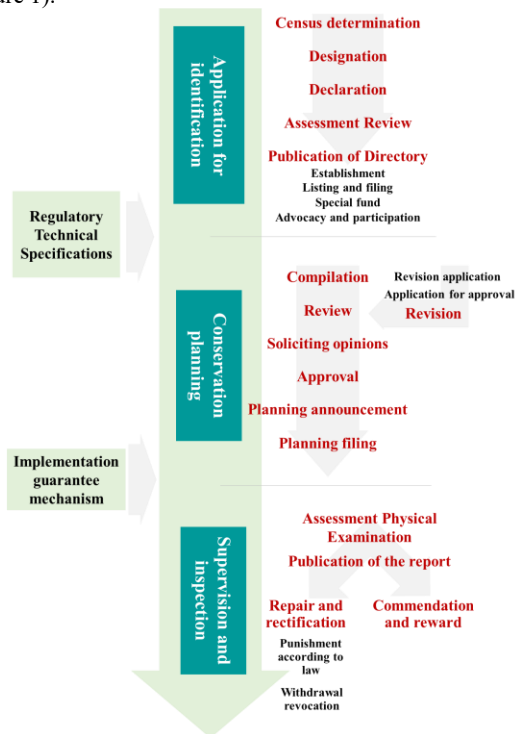 ure 1).
Census determination
Designation
Declaration
Assessment Review
Publication of Directory
Establishment
Listing and filing
Special fund
Advocacy and participation
Application for
identification
Regulatory
Technical
Specifications
Compilation
Review
Soliciting opinions
Approval
Planning announcement
Planning filing
Revision application
Application for approval
Revision
Conservation
planning
Implementation
guarantee
mechanism
Assessment Physical
Examination
Publication of the report
Repair and
rectification
Commendation
and reward
Punishment
according to
law
Withdrawal
revocation
Supervision and
inspection